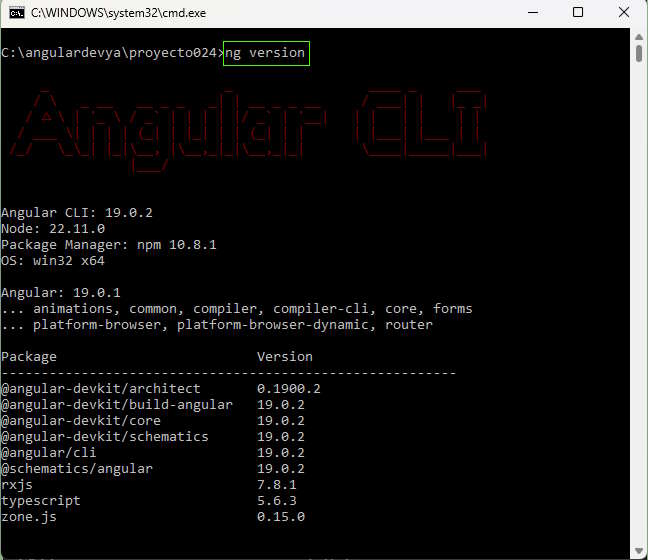 C:\WINDOWS\system32\cmd.exe
C:\angulardevya\proyecto024>ng version
Angular CLI
Angular CLI: 19.0.2
Node: 22.11.0
Package Manager: npm 10.8.1
OS: win32 x64
Angular: 19.0.1
... animations, common, compiler, compiler-cli, core, forms
... platform-browser, platform-browser-dynamic, router
Package Version
---------------------------------------------------------
@angular-devkit/architect 0.1900.2
@angular-devkit/build-angular 19.0.2
@angular-devkit/core 19.0.2
@angular-devkit/schematics 19.0.2
@angular/cli 19.0.2
@schematics/angular 19.0.2
rxjs 7.8.1
typescript 5.6.3
zone.js 0.15.0